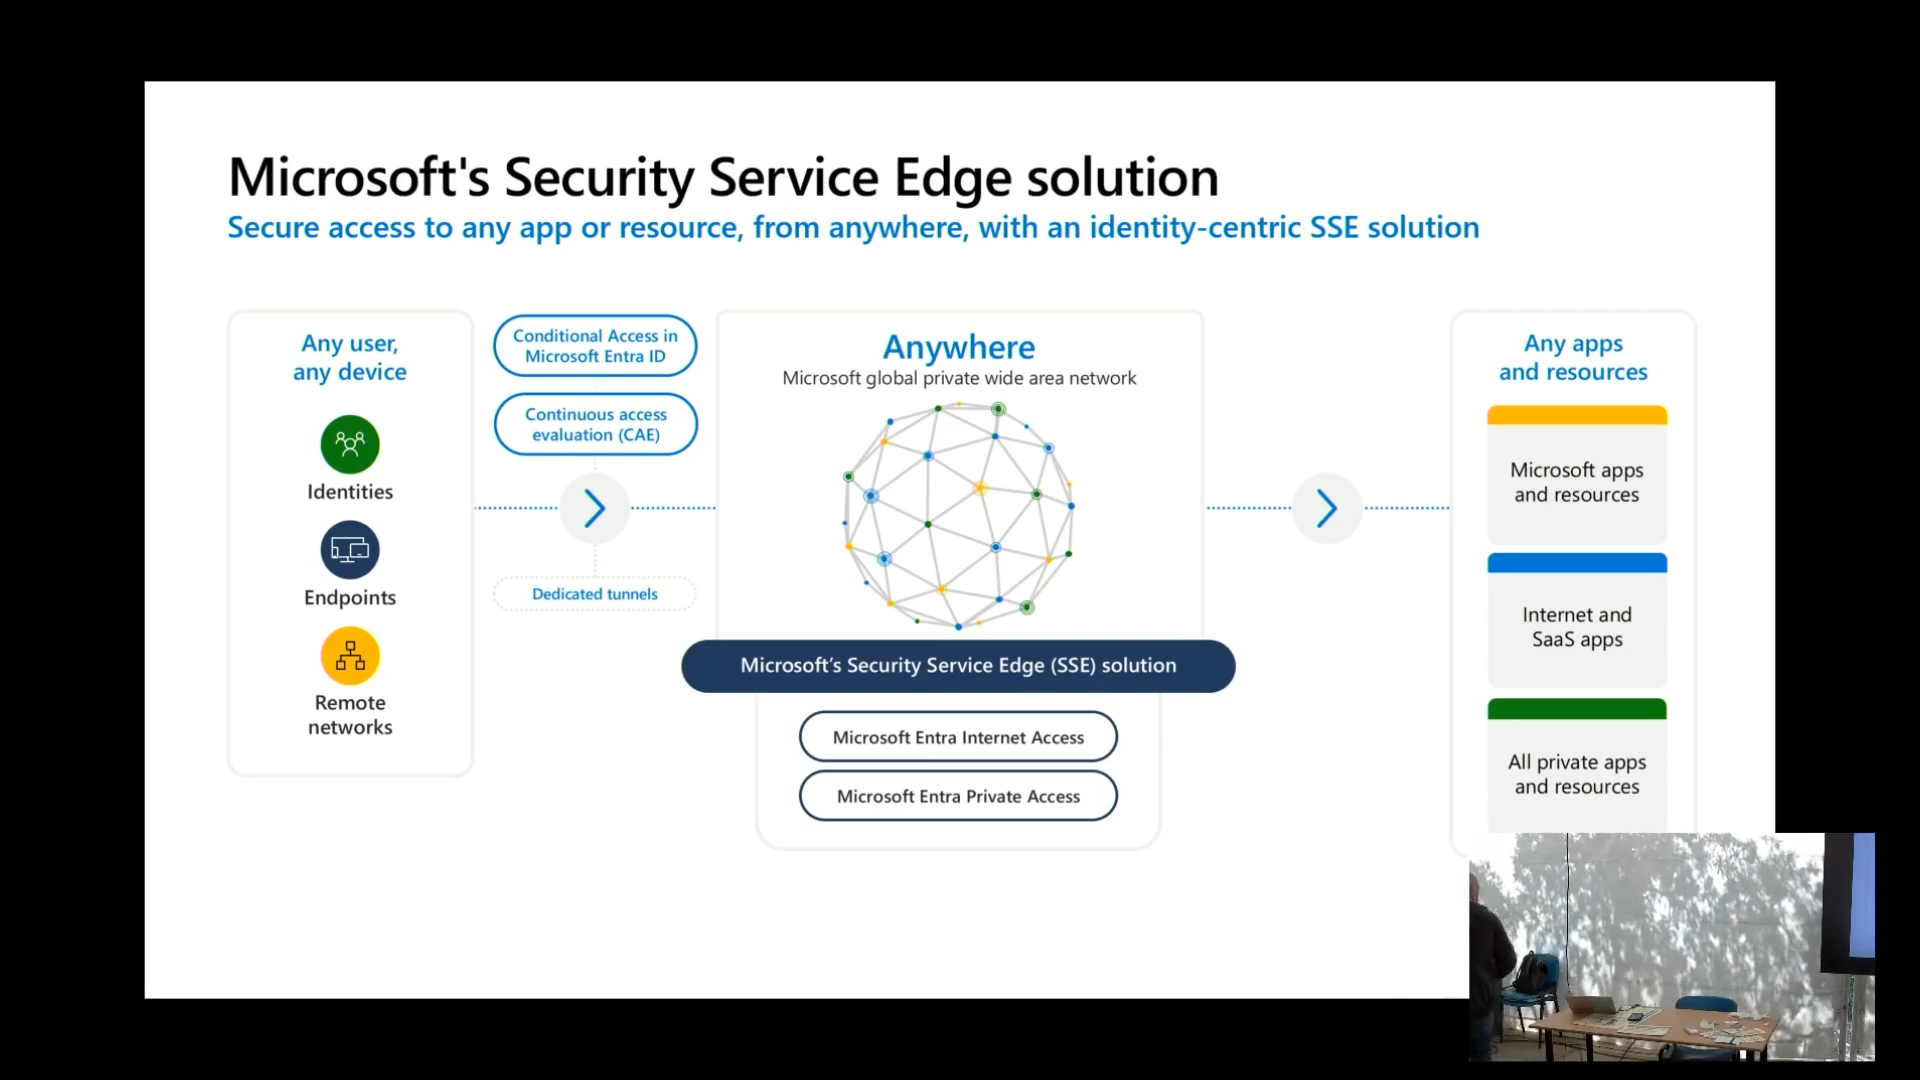 Microsoft's Security Service Edge solution
Secure access to any app or resource, from anywhere, with an identity-centric SSE solution
Any user,
any device
Identities
Endpoints
Remote
networks
Conditional Access in
Microsoft Entra ID
Continuous access
evaluation (CAE)
Dedicated tunnels
Anywhere
Microsoft global private wide area network
Microsoft’s Security Service Edge (SSE) solution
Microsoft Entra Internet Access
Microsoft Entra Private Access
Any apps
and resources
Microsoft apps
and resources
Internet and
SaaS apps
All private apps
and resources